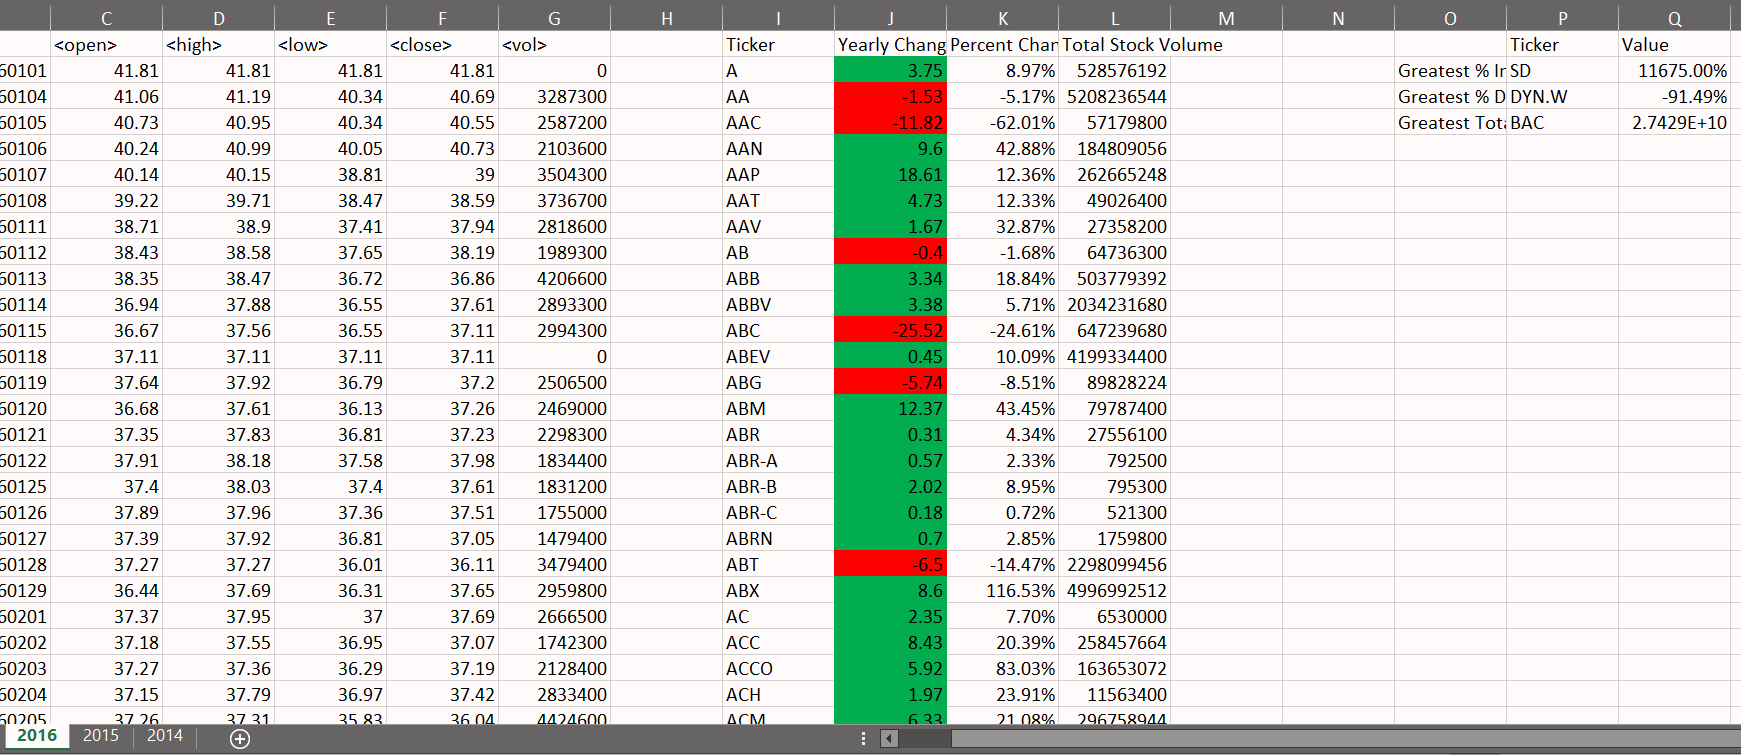 C D E F G H I J K L M N O P Q
<open> <high> <low> <close> <vol> Ticker Yearly Chang Percent Char Total Stock Volume Ticker Value
60101 41.81 41.81 41.81 41.81 0 A 3.75 8.97% 528576192 Greatest % Ir SD 11675.00%
60104 41.06 41.19 40.34 40.69 3287300 AA -1.53 -5.17% 5208236544 Greatest % D DYN.W -91.49%
60105 40.73 40.95 40.34 40.55 2587200 AAC -11.82 -62.01% 57179800 Greatest Tota BAC 2.7429E+10
60106 40.24 40.99 40.05 40.73 2103600 AAN 9.6 42.88% 184809056
60107 40.14 40.15 38.81 39 3504300 AAP 18.61 12.36% 262665248
60108 39.22 39.71 38.47 38.59 3736700 AAT 4.73 12.33% 49026400
60111 38.71 38.9 37.41 37.94 2818600 AAV 1.67 32.87% 27358200
60112 38.43 38.58 37.65 38.19 1989300 AB -0.4 -1.68% 64736300
60113 38.35 38.47 36.72 36.86 4206600 ABB 3.34 18.84% 503779392
60114 36.94 37.88 36.55 37.61 2893300 ABBV 3.38 5.71% 2034231680
60115 36.67 37.56 36.55 37.11 2994300 ABC -25.52 -24.61% 647239680
60118 37.11 37.11 37.11 37.11 0 ABEV 0.45 10.09% 4199334400
60119 37.64 37.92 36.79 37.2 2506500 ABG -5.74 -8.51% 89828224
60120 36.68 37.61 36.13 37.26 2469000 ABM 12.37 43.45% 79787400
60121 37.35 37.83 36.81 37.23 2298300 ABR 0.31 4.34% 27556100
60122 37.91 38.18 37.58 37.98 1834400 ABR-A 0.57 2.33% 792500
60125 37.4 38.03 37.4 37.61 1831200 ABR-B 2.02 8.95% 795300
60126 37.89 37.96 37.36 37.51 1755000 ABR-C 0.18 0.72% 521300
60127 37.39 37.92 36.81 37.05 1479400 ABRN 0.7 2.85% 1759800
60128 37.27 37.27 36.01 36.11 3479400 ABT -6.5 -14.47% 2298099456
60129 36.44 37.69 36.31 37.65 2959800 ABX 8.6 116.53% 4996992512
60201 37.37 37.95 37 37.69 2666500 AC 2.35 7.70% 6530000
60202 37.18 37.55 36.95 37.07 1742300 ACC 8.43 20.39% 258457664
60203 37.27 37.36 36.29 37.19 2128400 ACCO 5.92 83.03% 163653072
60204 37.15 37.79 36.97 37.42 2833400 ACH 1.97 23.91% 11563400
60205 37.26 37.31 35.83 36.04 4424600 ACM 6.33 21.08% 296758944
2016 2015 2014